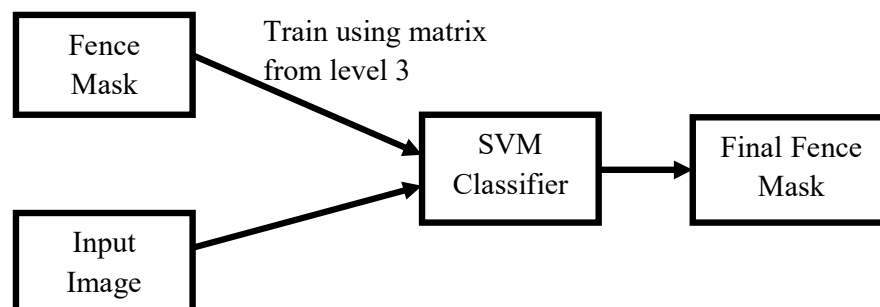 Fence
Mask
Train using matrix
from level 3
SVM
Classifier
Final Fence
Mask
Input
Image